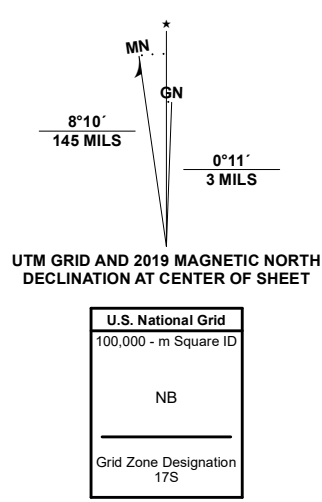 MN
GN
8°10´
145 MILS
0°11´
3 MILS
UTM GRID AND 2019 MAGNETIC NORTH
DECLINATION AT CENTER OF SHEET
U.S. National Grid
100,000 - m Square ID
NB
Grid Zone Designation
17S